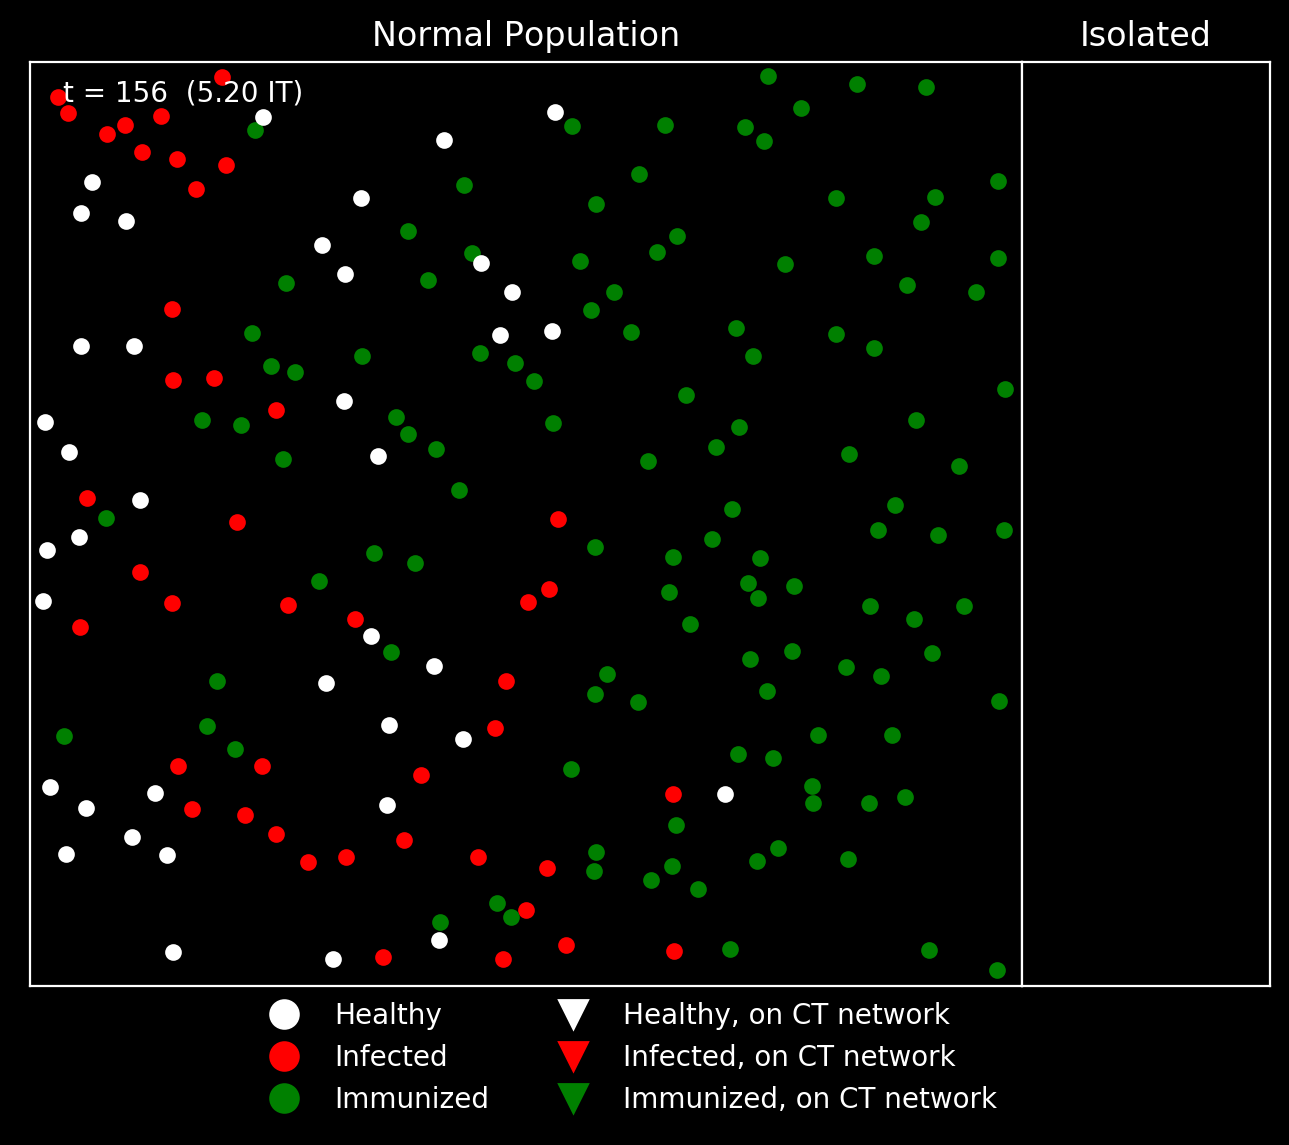 Normal Population
Isolated
t = 156  (5.20 IT)
Healthy
Infected
Immunized
Healthy, on CT network
Infected, on CT network
Immunized, on CT network